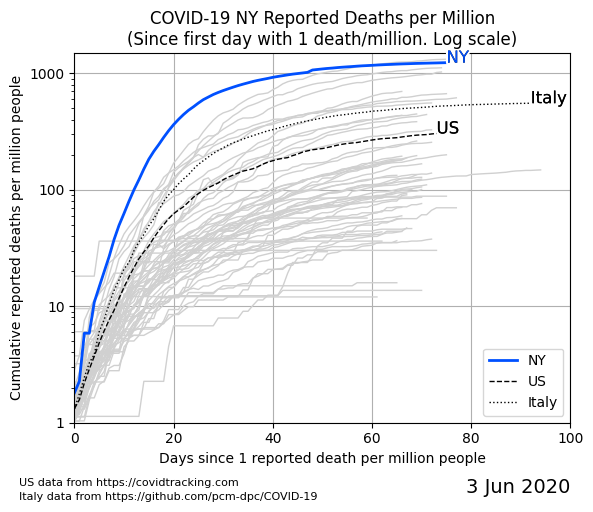 COVID-19 NY Reported Deaths per Million
(Since first day with 1 death/million. Log scale)
NY
Italy
US
1000
100
10
1
Cumulative reported deaths per million people
NY
US
Italy
0
20
40
60
80
100
Days since 1 reported death per million people
US data from https://covidtracking.com
Italy data from https://github.com/pcm-dpc/COVID-19
3 Jun 2020